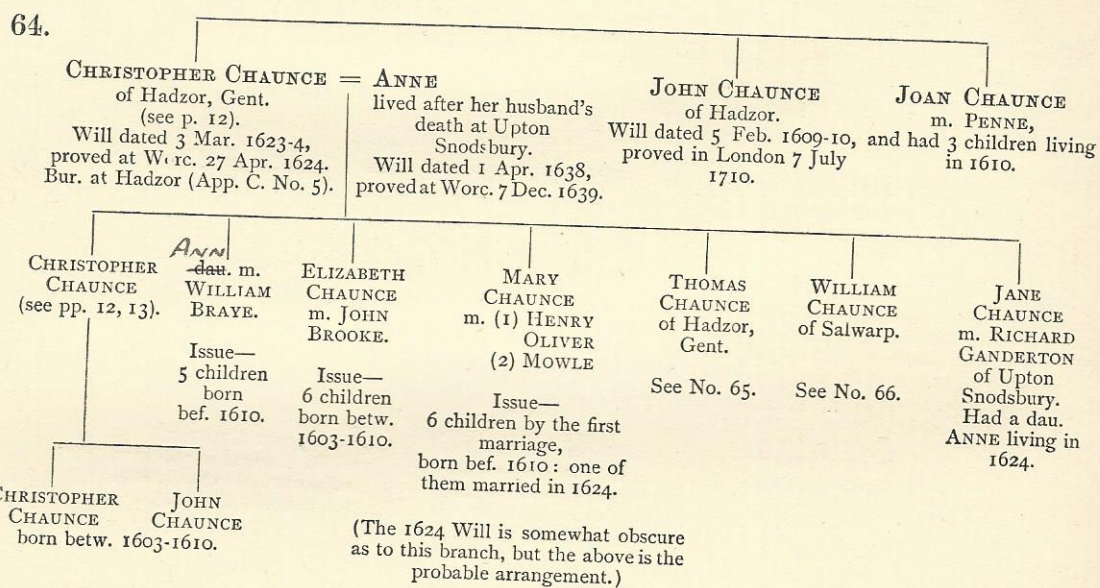 64.
CHRISTOPHER CHAUNCE = ANNE
of Hadzor, Gent.
(see p. 12).
Will dated 3 Mar. 1623-4,
proved at Worc. 27 Apr. 1624.
Bur. at Hadzor (App. C. No. 5).
lived after her husband's
death at Upton
Snodsbury.
Will dated 1 Apr. 1638,
proved at Worc. 7 Dec. 1639.
JOHN CHAUNCE
of Hadzor.
Will dated 5 Feb. 1609-10,
proved in London 7 July
1710.
JOAN CHAUNCE
m. PENNE,
and had 3 children living
in 1610.
CHRISTOPHER
CHAUNCE
(see pp. 12, 13).
ANN
dau. m.
WILLIAM
BRAYE.
Issue—
5 children
born
bef. 1610.
ELIZABETH
CHAUNCE
m. JOHN
BROOKE.
Issue—
6 children
born betw.
1603-1610.
MARY
CHAUNCE
m. (1) HENRY
OLIVER
(2) MOWLE
Issue—
6 children by the first
marriage,
born bef. 1610: one of
them married in 1624.
THOMAS
CHAUNCE
of Hadzor,
Gent.
See No. 65.
WILLIAM
CHAUNCE
of Salwarp.
See No. 66.
JANE
CHAUNCE
m. RICHARD
GANDERTON
of Upton
Snodsbury.
Had a dau.
ANNE living in
1624.
CHRISTOPHER
CHAUNCE
JOHN
CHAUNCE
born betw. 1603-1610.
(The 1624 Will is somewhat obscure
as to this branch, but the above is the
probable arrangement.)